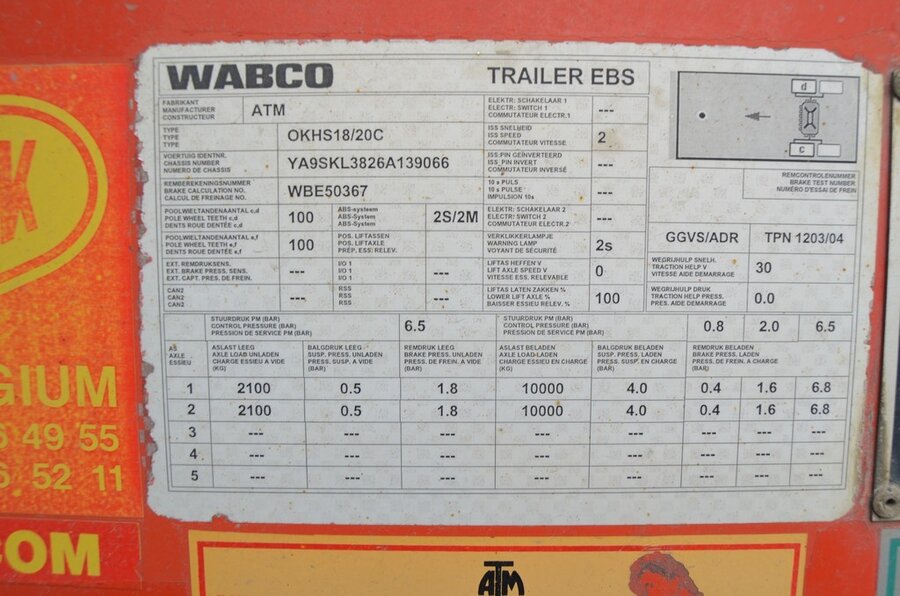 WABCO TRAILER EBS
FABRIKANT
MANUFACTURER
CONSTRUCTEUR
ATM
ELEKTR: SCHAKELAAR 1
ELECTR: SWITCH 1
COMMUTATEUR ELECTR.1
---
TYPE
TYPE
TYPE
OKHS18/20C
ISS SNELHEID
ISS SPEED
COMMUTATEUR VITESSE
2
VOERTUIG IDENTNR.
CHASSIS NUMBER
NUMERO DE CHASSIS
YA9SKL3826A139066
ISS PIN GEINVERTEERD
ISS_PIN INVERT
COMMUTATEUR INVERSÉ
---
REMBEREKENINGSNUMMER
BRAKE CALCULATION NO.
CALCUL DE FREINAGE NO.
WBE50367
10 s PULS
10 s PULSE
IMPULSION 10s
---
POOLWIELTANDENAANTAL c,d
POLE WHEEL TEETH c,d
DENTS ROUE DENTÉE c,d
100
ABS-systeem
ABS-System
ABS-System
2S/2M
ELEKTR: SCHAKELAAR 2
ELECTR: SWITCH 2
COMMUTATEUR ELECTR.2
---
POOLWIELTANDENAANTAL e,f
POLE WHEEL TEETH e,f
DENTS ROUE DENTÉE e,f
100
POS. LIFTASSEN
POS. LIFTAXLE
PRÉP. ESS. RELEV.
VERKLIKKERLAMPJE
WARNING LAMP
VOYANT DE SÉCURITÉ
2s
EXT. REMDRUKSENS.
EXT. BRAKE PRESS. SENS.
EXT. CAPT. PRES. DE FREIN.
---
I/O 1
I/O 1
I/O 1
---
LIFTAS HEFFEN V
LIFT AXLE SPEED V
VITESSE ESS. RELEVABLE
0
CAN2
CAN2
CAN2
---
RSS
RSS
RSS
---
LIFTAS LATEN ZAKKEN %
LOWER LIFT AXLE %
BAISSER ESSIEU RELEV. %
100
d
c
REMCONTROLENUMMER
BRAKE TEST NUMBER
NUMÉRO D'ESSAI DE FREIN
GGVS/ADR TPN 1203/04
WEGRIJHULP SNELH.
TRACTION HELP V
VITESSE AIDE DEMARRAGE
30
WEGRIJHULP DRUK
TRACTION HELP PRESS.
PRES. AIDE DEMARRAGE
0.0
STUURDRUK PM (BAR)
CONTROL PRESSURE (BAR)
PRESSION DE SERVICE PM (BAR)
6.5
STUURDRUK PM (BAR)
CONTROL PRESSURE (BAR)
PRESSION DE SERVICE PM (BAR)
0.8 2.0 6.5
AS
AXLE
ESSIEU
ASLAST LEEG
AXLE LOAD UNLADEN
CHARGE ESSIEU A VIDE
(KG)
BALGDRUK LEEG
SUSP. PRESS. UNLADEN
PRESS. SUSP. A VIDE
(BAR)
REMDRUK LEEG
BRAKE PRESS. UNLADEN
PRESS. DE FREIN. A VIDE
(BAR)
ASLAST BELADEN
AXLE LOAD-LADEN
CHARGE ESSIEU EN CHARGE
(KG)
BALGDRUK BELADEN
SUSP. PRESS. LADEN
PRESS. SUSP. EN CHARGE
(BAR)
REMDRUK BELADEN
BRAKE PRESS. LADEN
PRESS. DE FREIN. A CHARGE
(BAR)
1 2100 0.5 1.8 10000 4.0 0.4 1.6 6.8
2 2100 0.5 1.8 10000 4.0 0.4 1.6 6.8
3 --- --- --- --- --- --- --- ---
4 --- --- --- --- --- --- --- ---
5 --- --- --- --- --- --- --- ---
K
GIUM
6 49 55
6, 52 11
COM
ATM